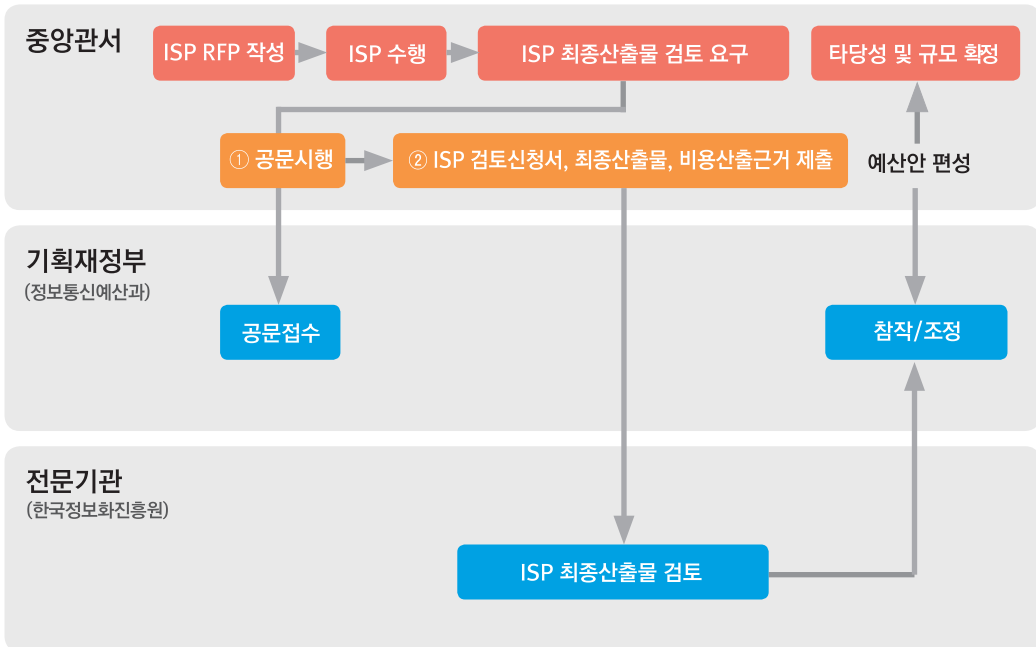 중앙관서
ISP RFP 작성
ISP 수행
ISP 최종산출물 검토 요구
타당성 및 규모 확정
① 공문시행
② ISP 검토신청서, 최종산출물, 비용산출근거 제출
예산안 편성
기획재정부
(정보통신예산과)
공문접수
참작/조정
전문기관
(한국정보화진흥원)
ISP 최종산출물 검토